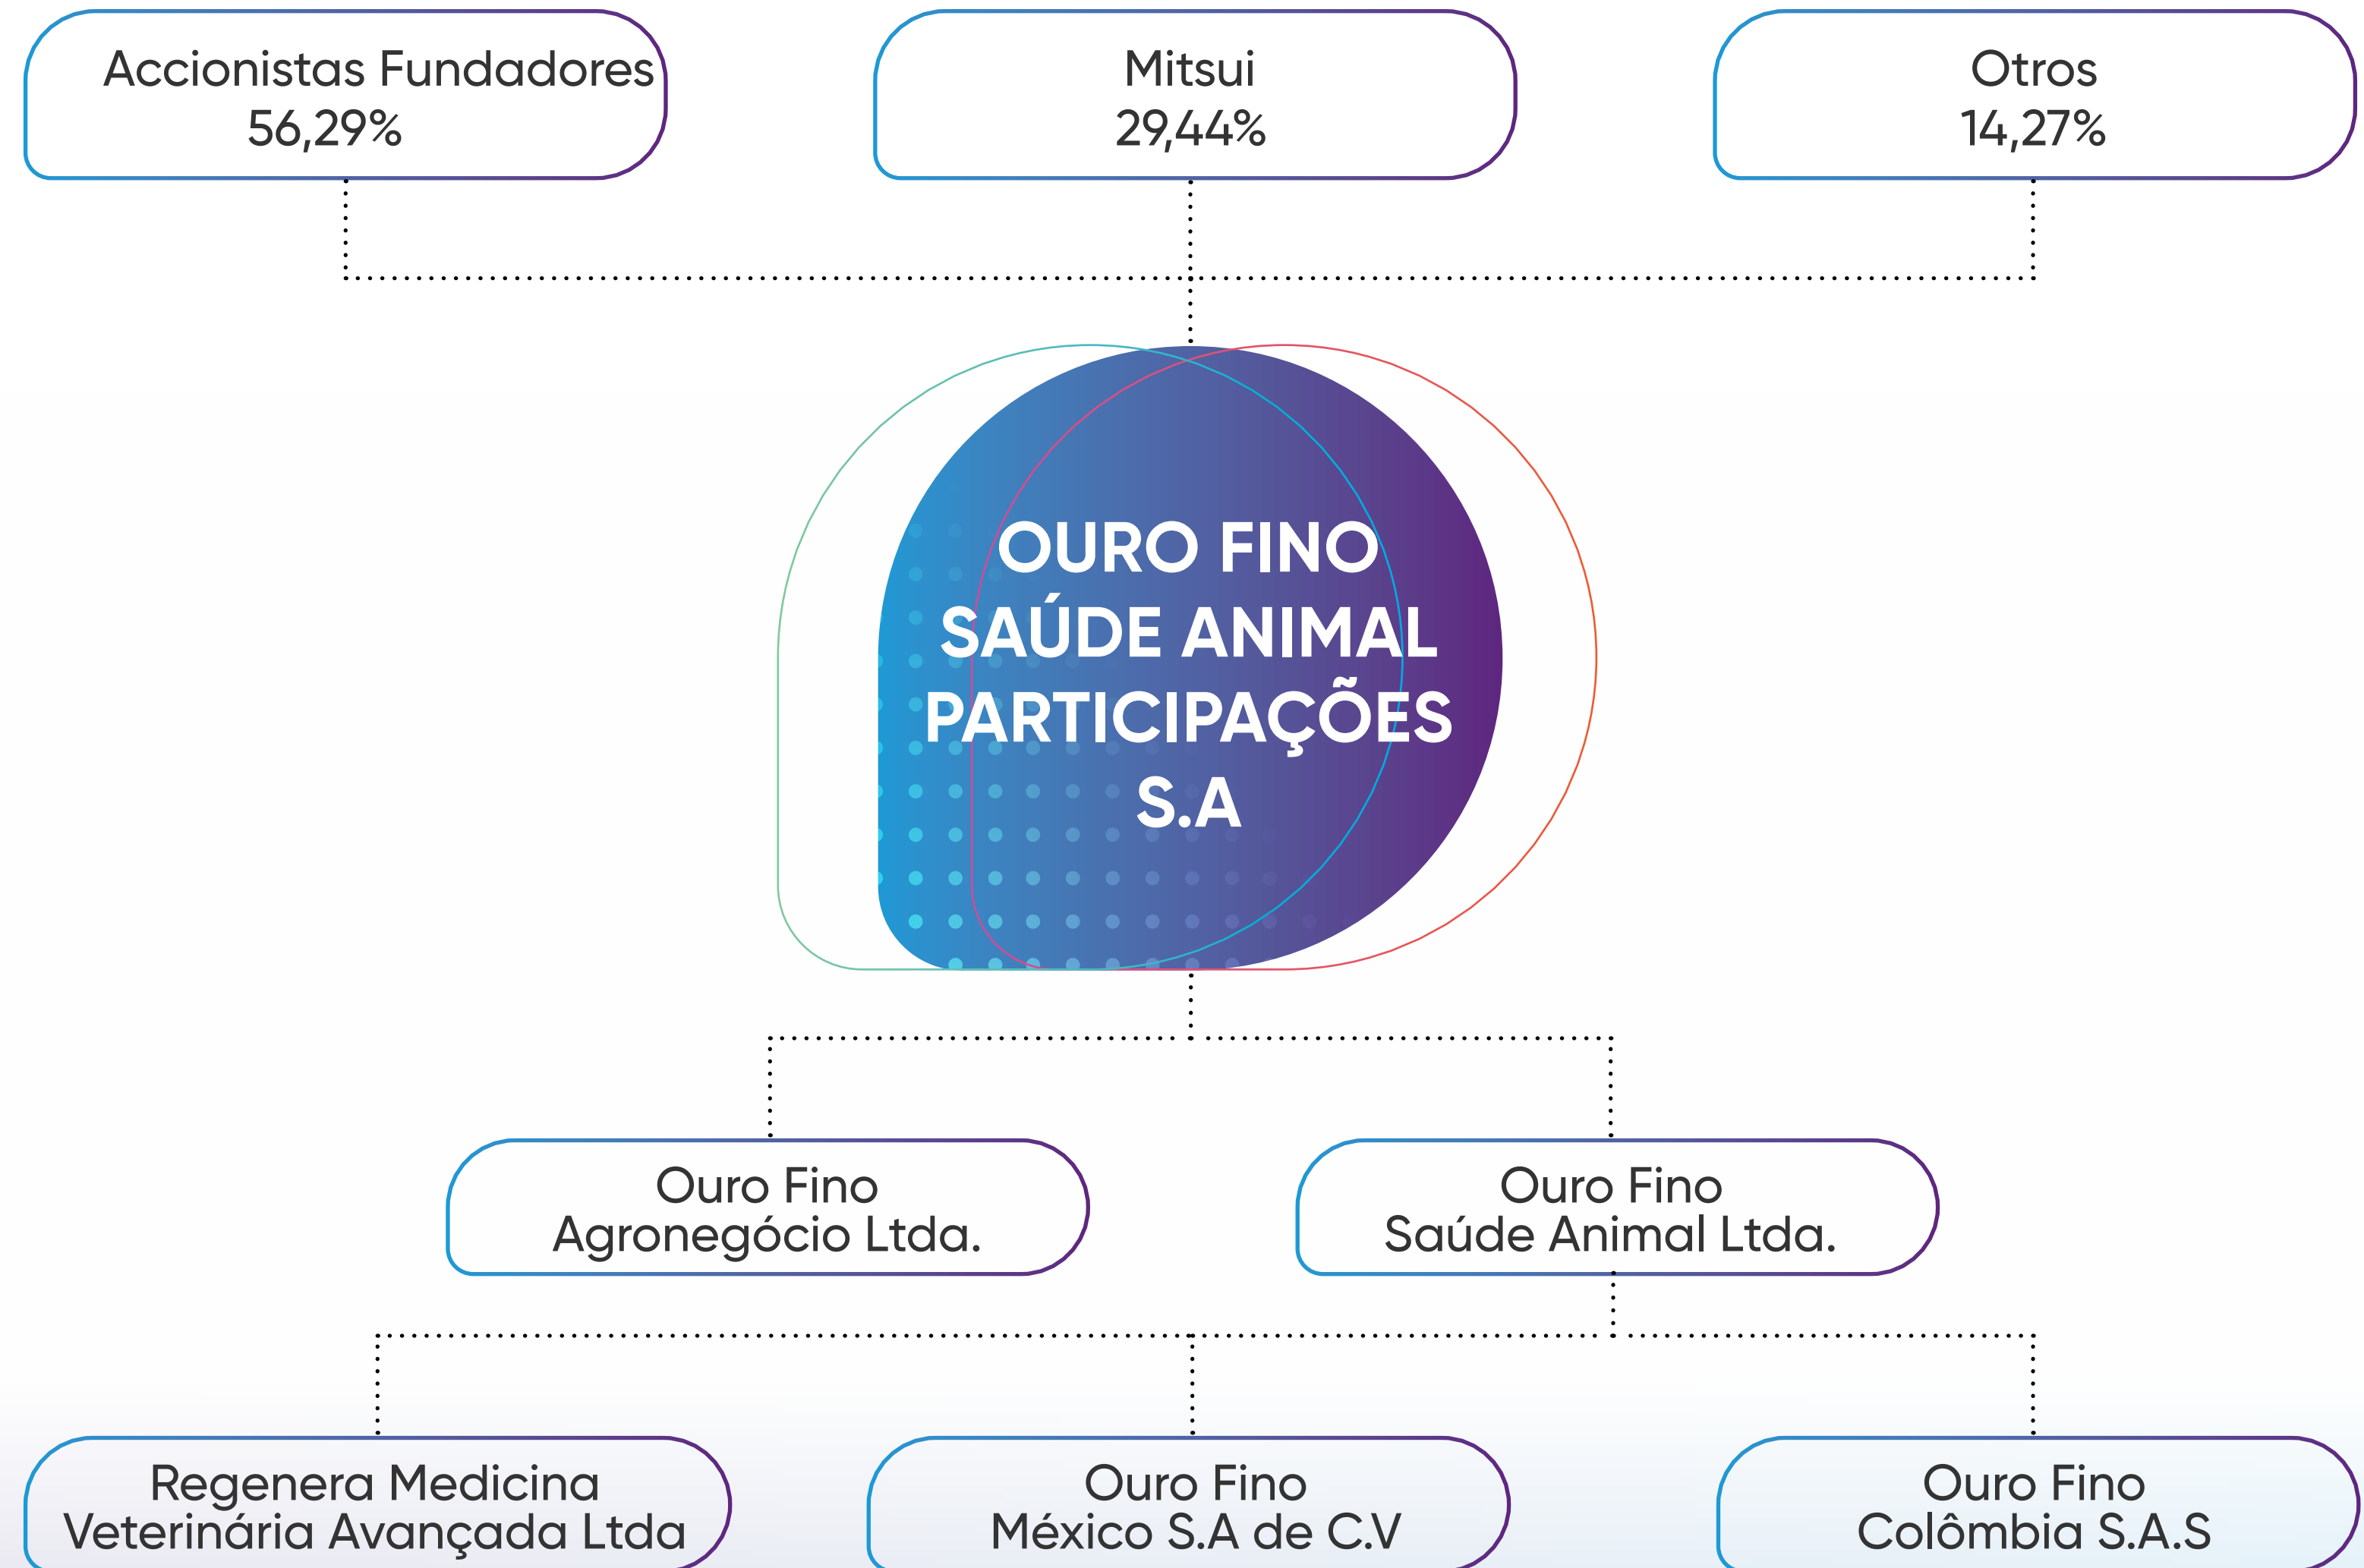 Accionistas Fundadores
56,29%
Mitsui
29,44%
Otros
14,27%
OURO FINO
SAÚDE ANIMAL
PARTICIPAÇÕES
S.A
Ouro Fino
Agronegócio Ltda.
Ouro Fino
Saúde Animal Ltda.
Regenera Medicina
Veterinária Avançada Ltda
Ouro Fino
México S.A de C.V
Ouro Fino
Colômbia S.A.S